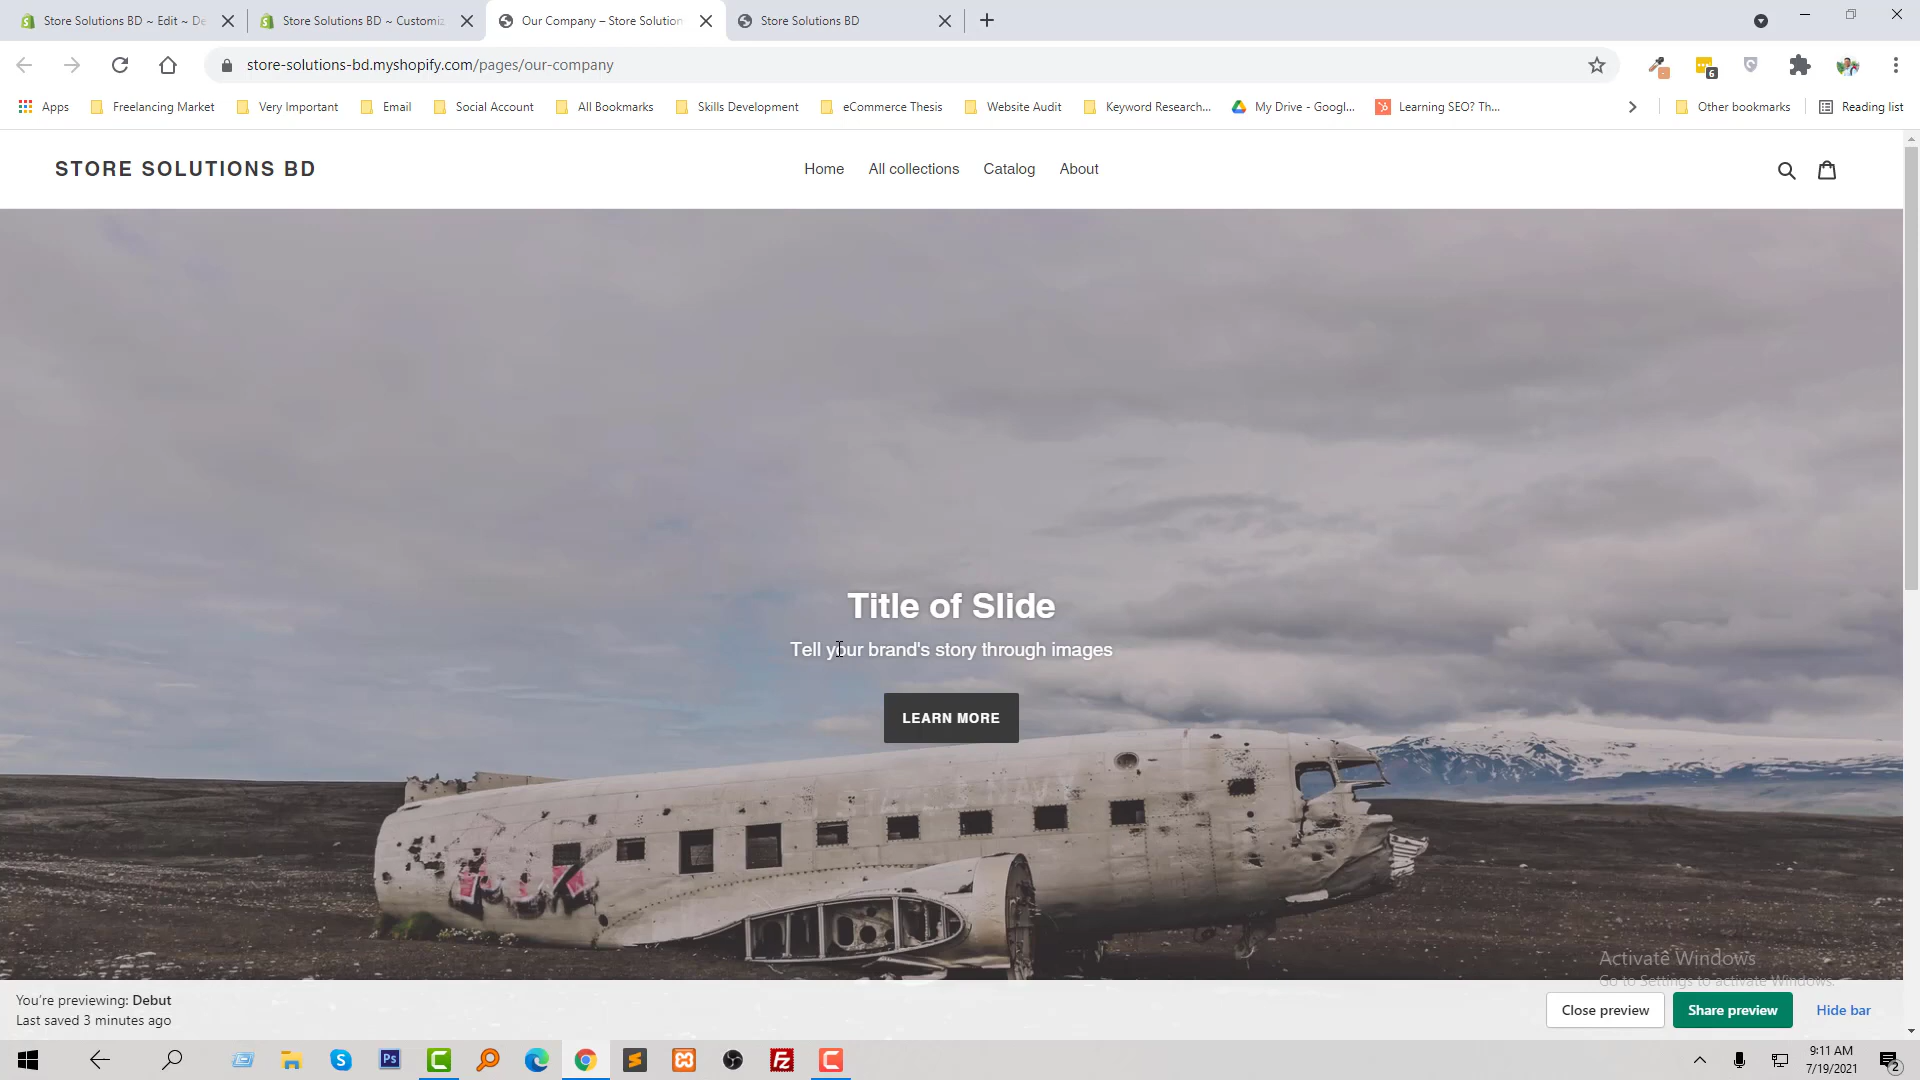 Store Solutions BD ~ Edit ~ De
Store Solutions BD ~ Customiz
Our Company – Store Solution
Store Solutions BD
store-solutions-bd.myshopify.com/pages/our-company
6
Apps
Freelancing Market
Very Important
Email
Social Account
All Bookmarks
Skills Development
eCommerce Thesis
Website Audit
Keyword Research...
My Drive - Googl...
Learning SEO? Th...
Other bookmarks
Reading list
STORE SOLUTIONS BD
Home
All collections
Catalog
About
Title of Slide
Tell your brand's story through images
LEARN MORE
Activate Windows
Go to Settings to activate Windows.
You're previewing: Debut
Last saved 3 minutes ago
Close preview
Share preview
Hide bar
Ps
9:11 AM
7/19/2021
2